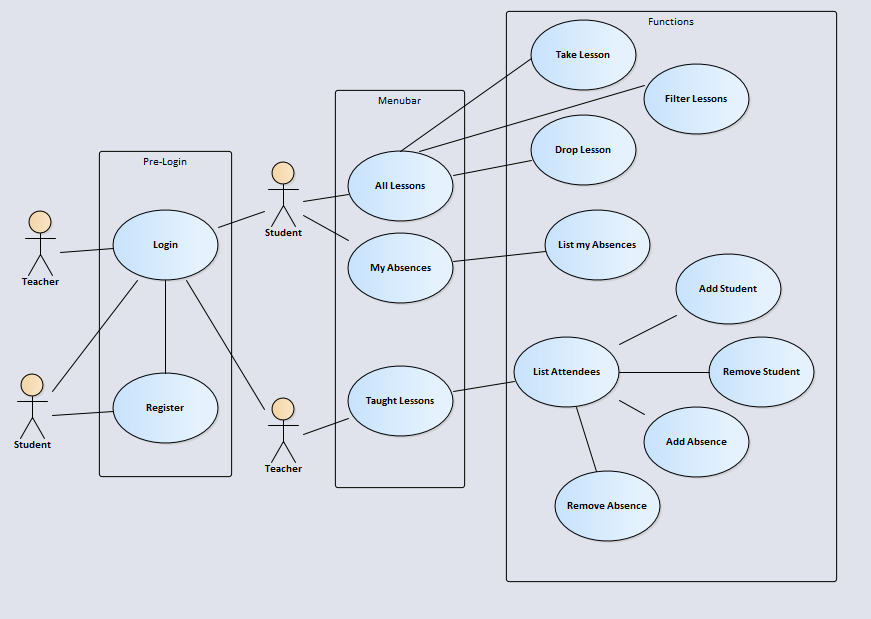 Functions
Take Lesson
Filter Lessons
Menubar
Drop Lesson
Pre-Login
All Lessons
Student
Login
List my Absences
My Absences
Teacher
Add Student
List Attendees
Remove Student
Taught Lessons
Register
Student
Add Absence
Teacher
Remove Absence